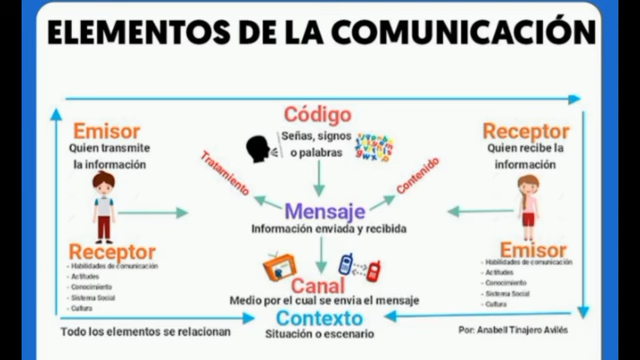 ELEMENTOS DE LA COMUNICACIÓN
Código
Señas, signos
o palabras
Emisor
Quien transmite
la información
Receptor
Quien recibe la
información
Tratamiento
Contenido
Mensaje
Información enviada y recibida
Receptor
- Habilidades de comunicación
- Actitudes
- Conocimiento
- Sistema Social
- Cultura
Emisor
- Habilidades de comunicación
- Actitudes
- Conocimiento
- Sistema Social
- Cultura
Canal
Medio por el cual se envia el mensaje
Contexto
Situación o escenario
Todo los elementos se relacionan
Por: Anabell Tinajero Avilés